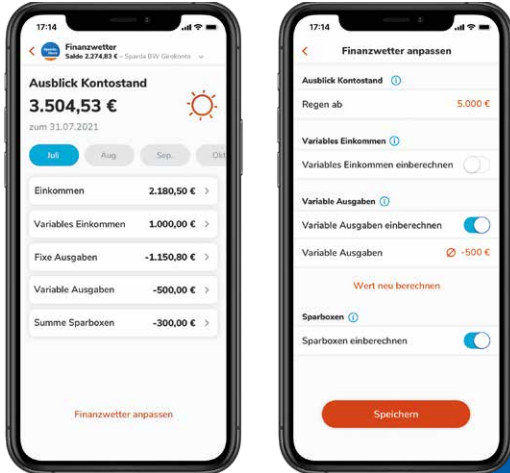 17:14
Finanzwetter
Saldo 2.274,83 € – Sparda BW Girokonto
Ausblick Kontostand
3.504,53 €
zum 31.07.2021
Juli Aug Sep. Okt
Einkommen 2.180,50 €
Variables Einkommen 1.000,00 €
Fixe Ausgaben -1.150,80 €
Variable Ausgaben -500,00 €
Summe Sparboxen -300,00 €
Finanzwetter anpassen
17:14
Finanzwetter anpassen
Ausblick Kontostand
Regen ab 5.000 €
Variables Einkommen
Variables Einkommen einberechnen
Variable Ausgaben
Variable Ausgaben einberechnen
Variable Ausgaben Ø -500 €
Wert neu berechnen
Sparboxen
Sparboxen einberechnen
Speichern